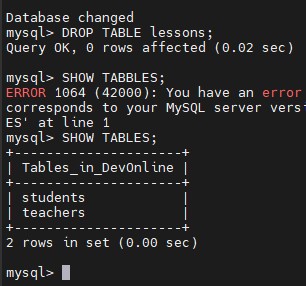 Database changed
mysql> DROP TABLE lessons;
Query OK, 0 rows affected (0.02 sec)
mysql> SHOW TABBLES;
ERROR 1064 (42000): You have an error
corresponds to your MySQL server versi
ES' at line 1
mysql> SHOW TABLES;
+---------------------+
| Tables_in_DevOnline |
+---------------------+
| students            |
| teachers            |
+---------------------+
2 rows in set (0.00 sec)
mysql>